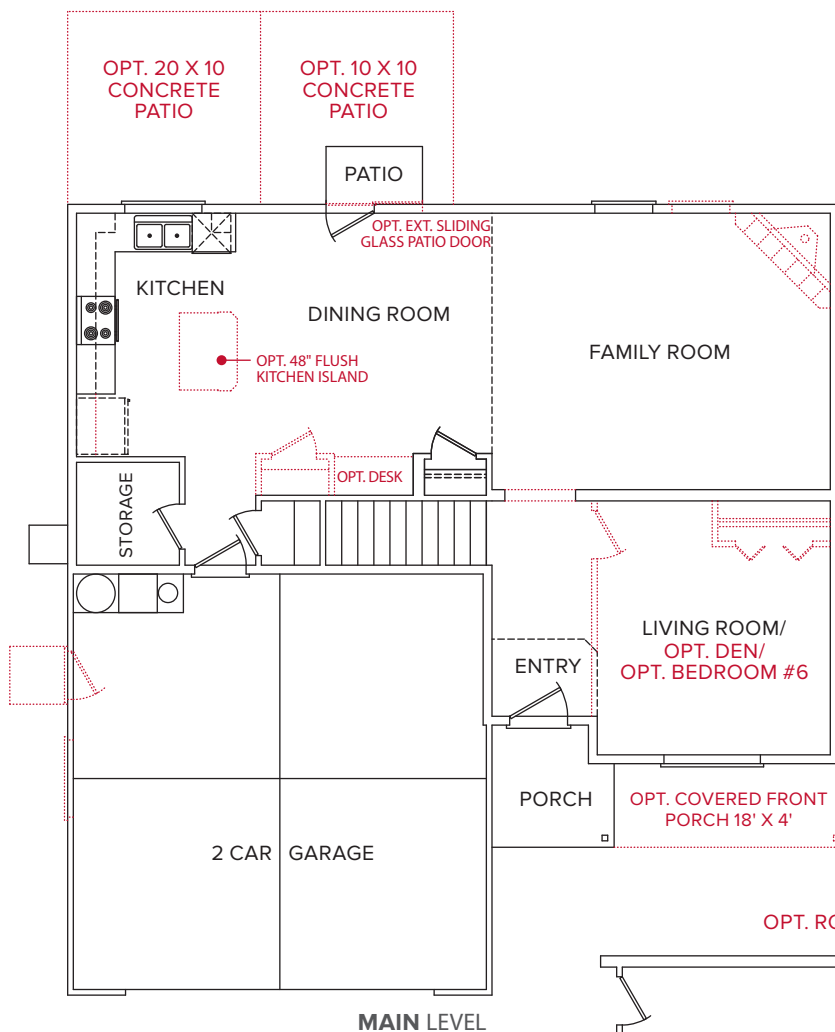 OPT. 20 X 10
CONCRETE
PATIO
OPT. 10 X 10
CONCRETE
PATIO
PATIO
OPT. EXT. SLIDING
GLASS PATIO DOOR
KITCHEN
DINING ROOM
FAMILY ROOM
OPT. 48" FLUSH
KITCHEN ISLAND
OPT. DESK
STORAGE
LIVING ROOM/
OPT. DEN/
OPT. BEDROOM #6
ENTRY
PORCH
OPT. COVERED FRONT
PORCH 18' X 4'
2 CAR GARAGE
OPT.
MAIN LEVEL